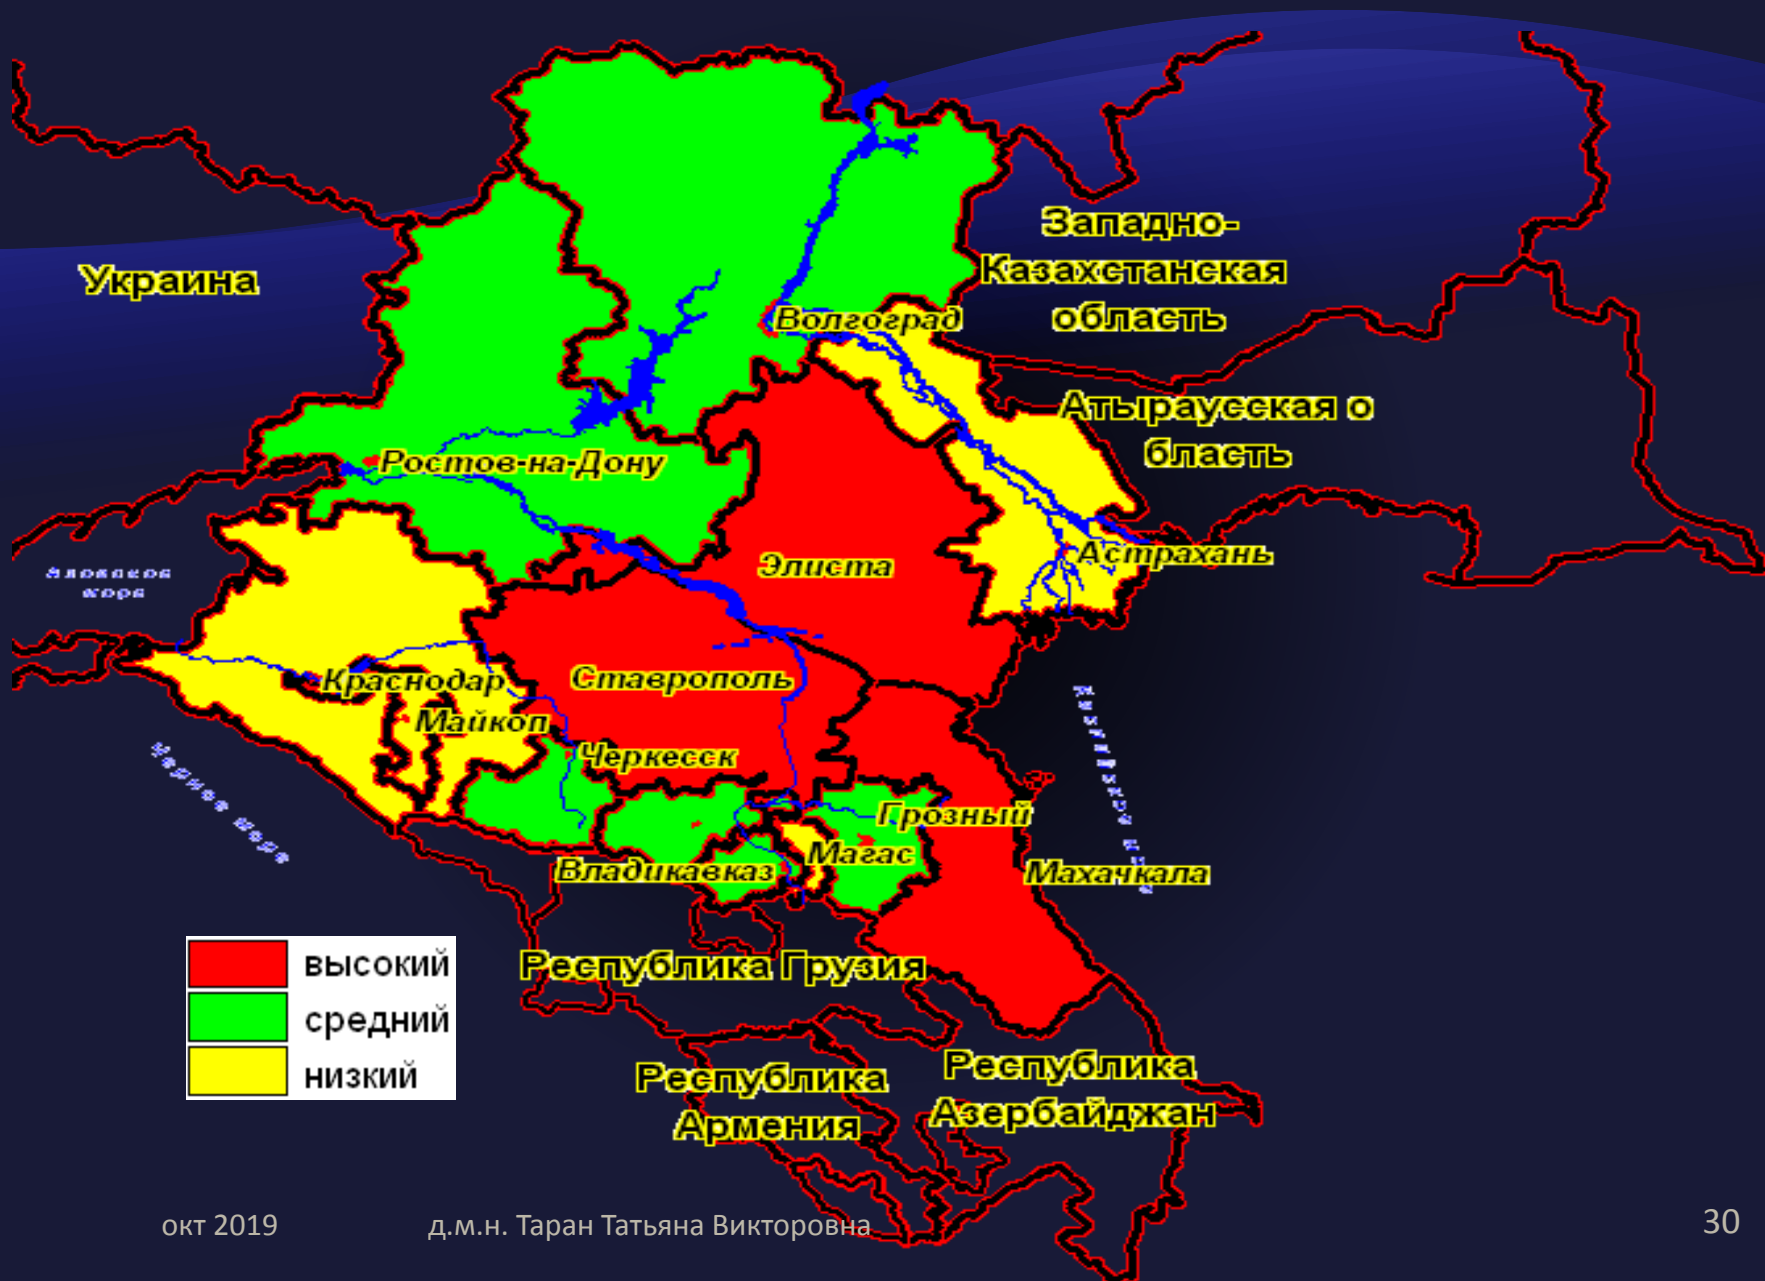 Западно-
Казахстанская
область
Украина
Волгоград
Атырауская о
бласть
Ростов-на-Дону
Астрахань
Элиста
Краснодар
Ставрополь
Майкоп
Черкесск
Грозный
Магас
Владикавказ
Махачкала
Республика Грузия
высокий
средний
низкий
Республика
Армения
Республика
Азербайджан
окт 2019
д.м.н. Таран Татьяна Викторовна
30